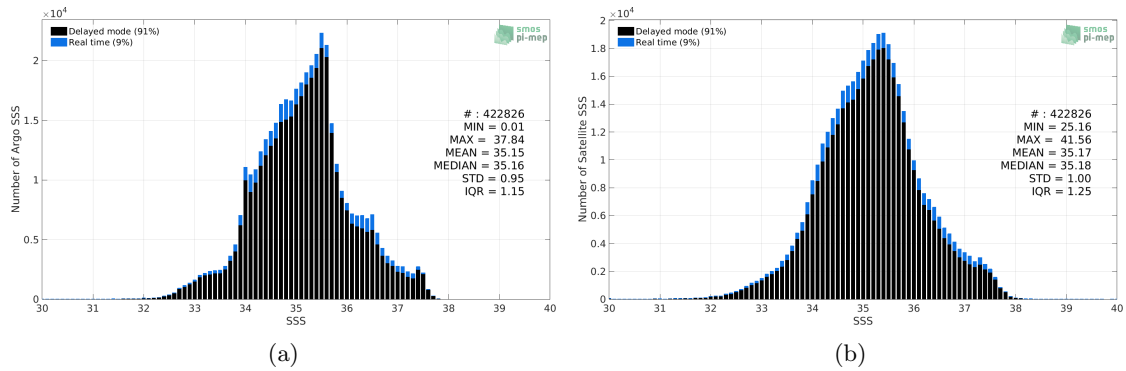 ×10⁴
Delayed mode (91%)
Real time (9%)
smos
pi-mep
# : 422826
MIN = 0.01
MAX = 37.84
MEAN = 35.15
MEDIAN = 35.16
STD = 0.95
IQR = 1.15
Number of Argo SSS
2
1.5
1
0.5
0
30 31 32 33 34 35 36 37 38 39 40
SSS
(a)
×10⁴
Delayed mode (91%)
Real time (9%)
smos
pi-mep
# : 422826
MIN = 25.16
MAX = 41.56
MEAN = 35.17
MEDIAN = 35.18
STD = 1.00
IQR = 1.25
Number of Satellite SSS
2
1.8
1.6
1.4
1.2
1
0.8
0.6
0.4
0.2
0
30 31 32 33 34 35 36 37 38 39 40
SSS
(b)